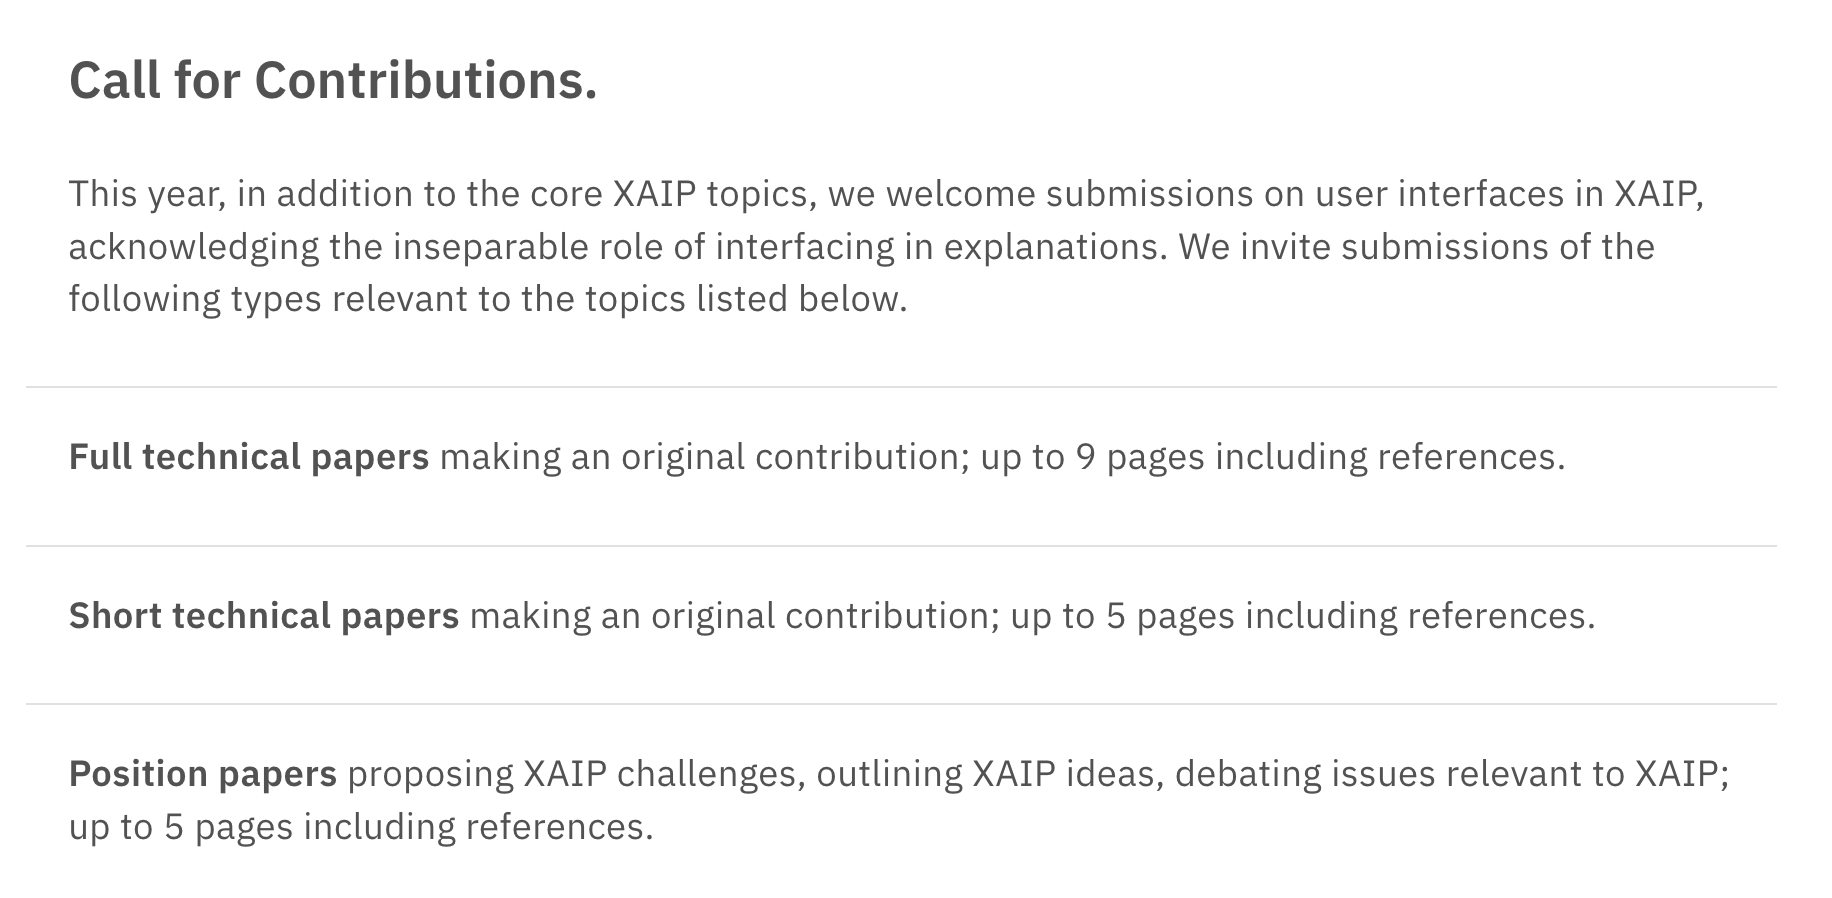 Call for Contributions.
This year, in addition to the core XAIP topics, we welcome submissions on user interfaces in XAIP,
acknowledging the inseparable role of interfacing in explanations. We invite submissions of the
following types relevant to the topics listed below.
Full technical papers making an original contribution; up to 9 pages including references.
Short technical papers making an original contribution; up to 5 pages including references.
Position papers proposing XAIP challenges, outlining XAIP ideas, debating issues relevant to XAIP;
up to 5 pages including references.